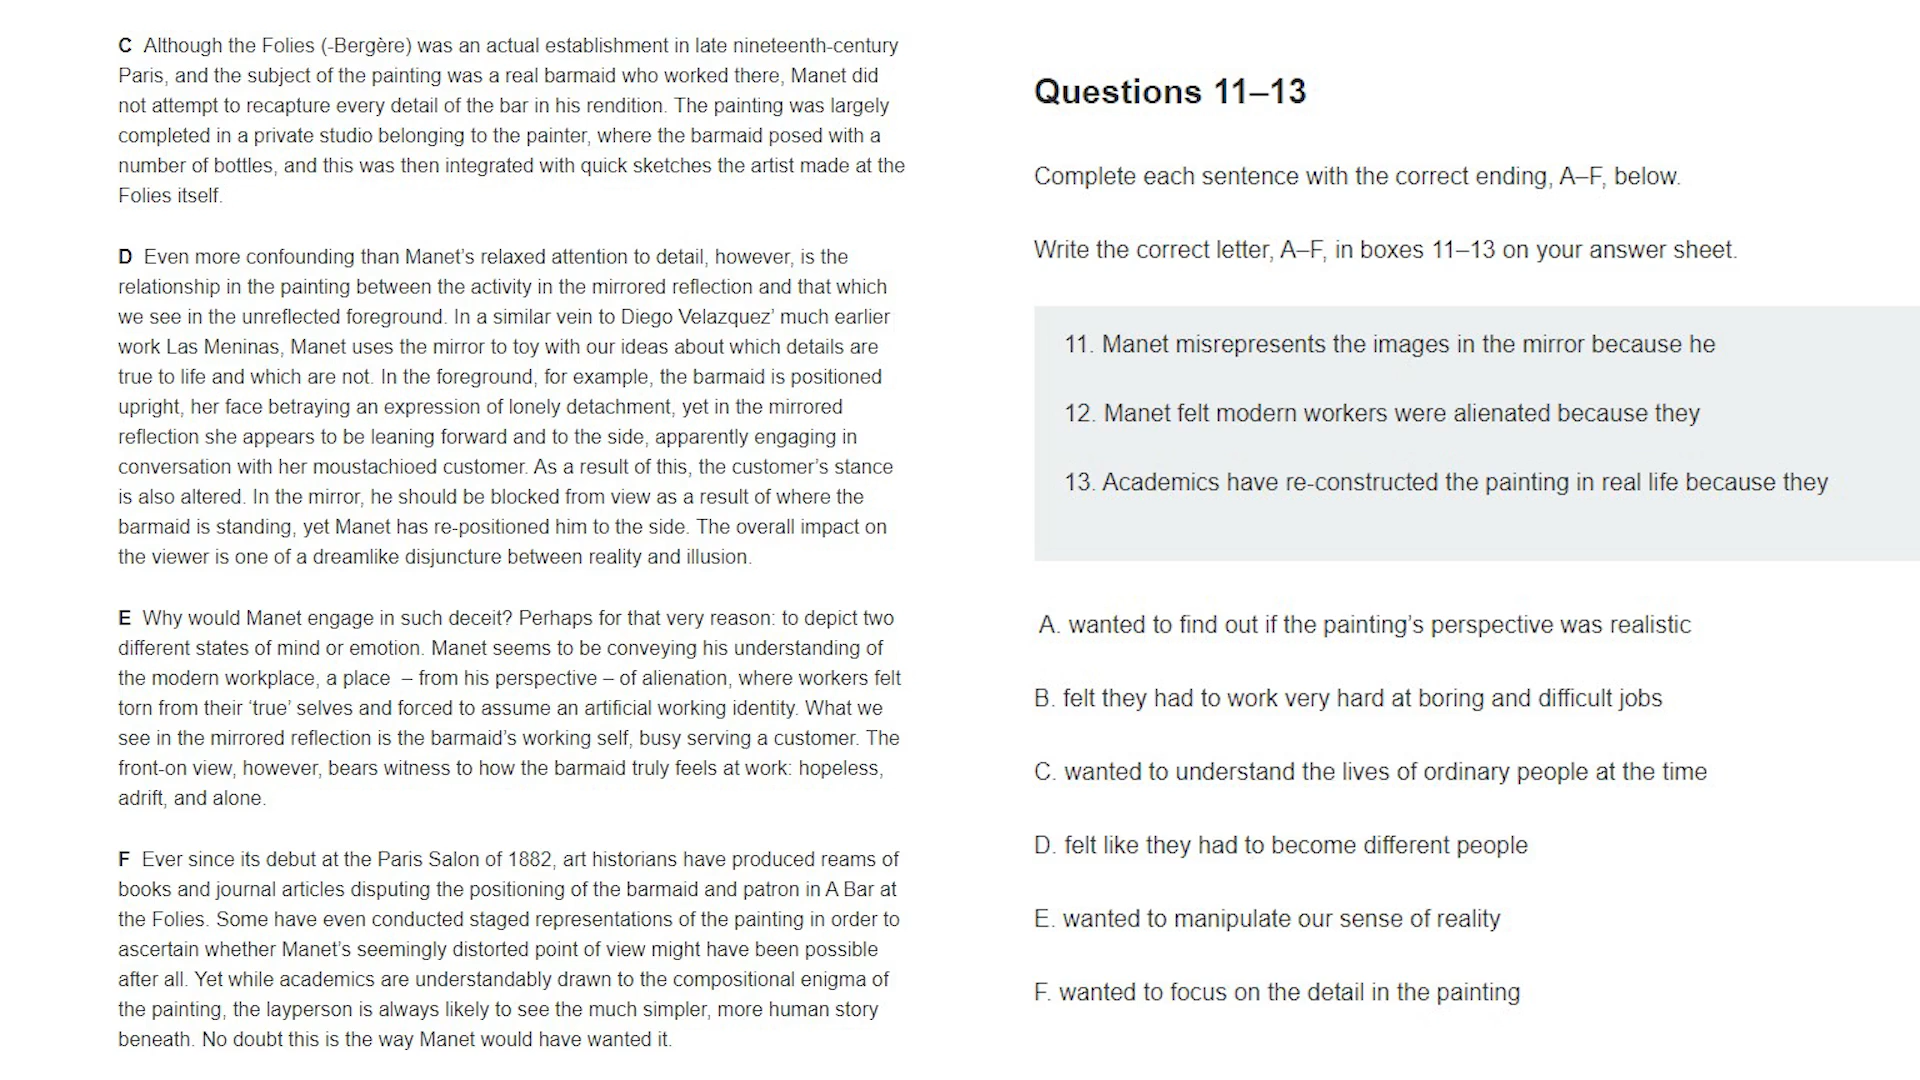 C Although the Folies (-Bergère) was an actual establishment in late nineteenth-century
Paris, and the subject of the painting was a real barmaid who worked there, Manet did
not attempt to recapture every detail of the bar in his rendition. The painting was largely
completed in a private studio belonging to the painter, where the barmaid posed with a
number of bottles, and this was then integrated with quick sketches the artist made at the
Folies itself.
D Even more confounding than Manet's relaxed attention to detail, however, is the
relationship in the painting between the activity in the mirrored reflection and that which
we see in the unreflected foreground. In a similar vein to Diego Velazquez' much earlier
work Las Meninas, Manet uses the mirror to toy with our ideas about which details are
true to life and which are not. In the foreground, for example, the barmaid is positioned
upright, her face betraying an expression of lonely detachment, yet in the mirrored
reflection she appears to be leaning forward and to the side, apparently engaging in
conversation with her moustachioed customer. As a result of this, the customer's stance
is also altered. In the mirror, he should be blocked from view as a result of where the
barmaid is standing, yet Manet has re-positioned him to the side. The overall impact on
the viewer is one of a dreamlike disjuncture between reality and illusion.
E Why would Manet engage in such deceit? Perhaps for that very reason: to depict two
different states of mind or emotion. Manet seems to be conveying his understanding of
the modern workplace, a place – from his perspective – of alienation, where workers felt
torn from their 'true' selves and forced to assume an artificial working identity. What we
see in the mirrored reflection is the barmaid's working self, busy serving a customer. The
front-on view, however, bears witness to how the barmaid truly feels at work: hopeless,
adrift, and alone.
F Ever since its debut at the Paris Salon of 1882, art historians have produced reams of
books and journal articles disputing the positioning of the barmaid and patron in A Bar at
the Folies. Some have even conducted staged representations of the painting in order to
ascertain whether Manet's seemingly distorted point of view might have been possible
after all. Yet while academics are understandably drawn to the compositional enigma of
the painting, the layperson is always likely to see the much simpler, more human story
beneath. No doubt this is the way Manet would have wanted it.
Questions 11–13
Complete each sentence with the correct ending, A–F, below.
Write the correct letter, A–F, in boxes 11–13 on your answer sheet.
11. Manet misrepresents the images in the mirror because he
12. Manet felt modern workers were alienated because they
13. Academics have re-constructed the painting in real life because they
A. wanted to find out if the painting's perspective was realistic
B. felt they had to work very hard at boring and difficult jobs
C. wanted to understand the lives of ordinary people at the time
D. felt like they had to become different people
E. wanted to manipulate our sense of reality
F. wanted to focus on the detail in the painting